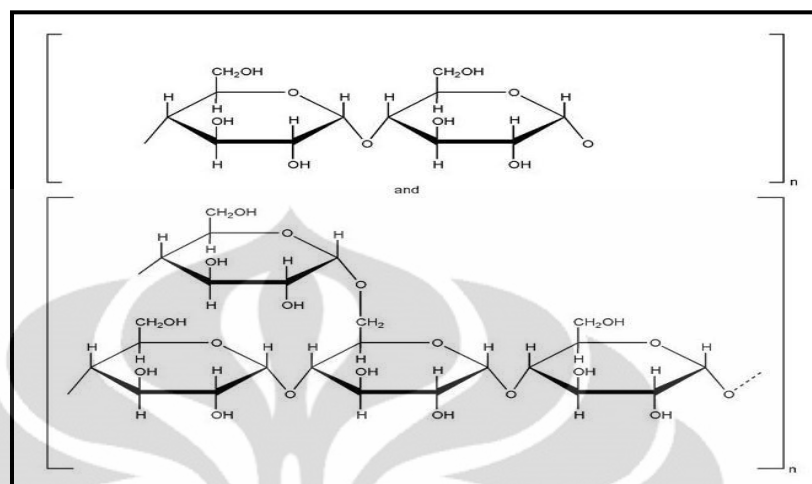 CH₂OH CH₂OH
H O H H O H
H H
OH H OH H
O O
H OH H OH
n
and
CH₂OH
H O H
H
OH H
O
H OH
CH₂OH CH₂ CH₂OH
H O H H O H H O H
H H H
OH H OH H OH H
O O O
H OH H OH H OH
n